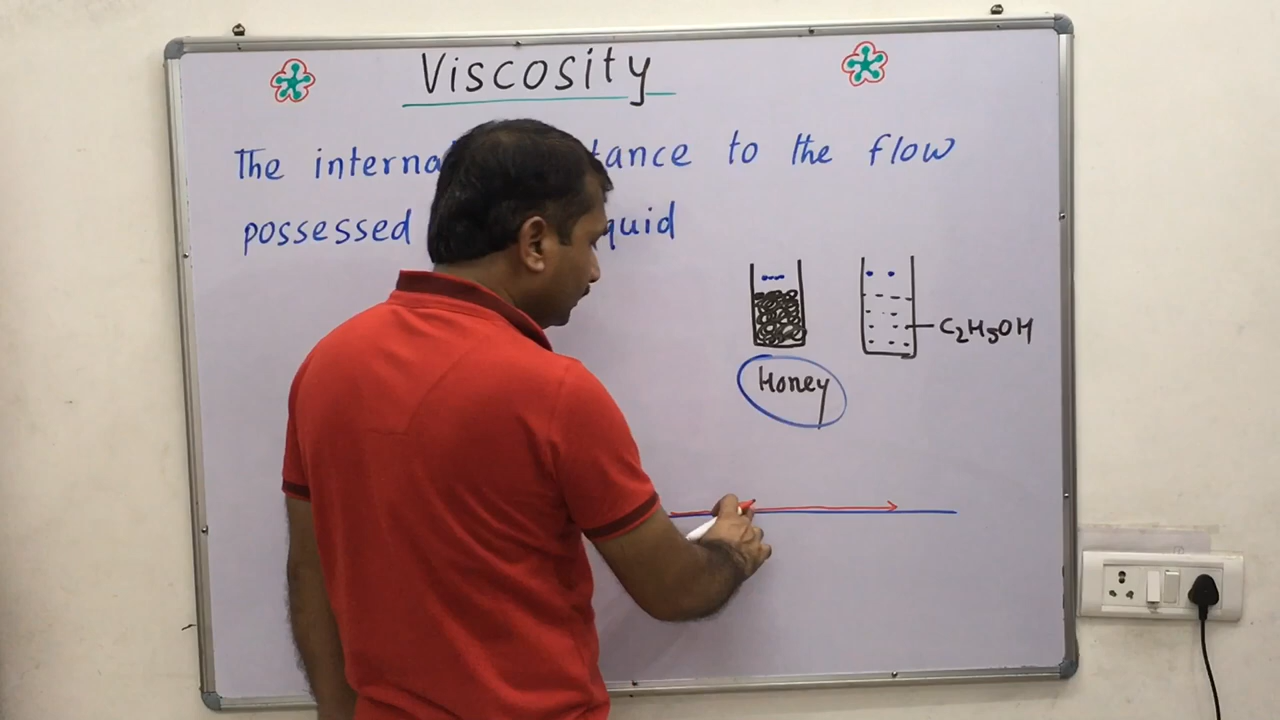 Viscosity
The interna tance to the flow
possessed quid
C2H5OH
Honey